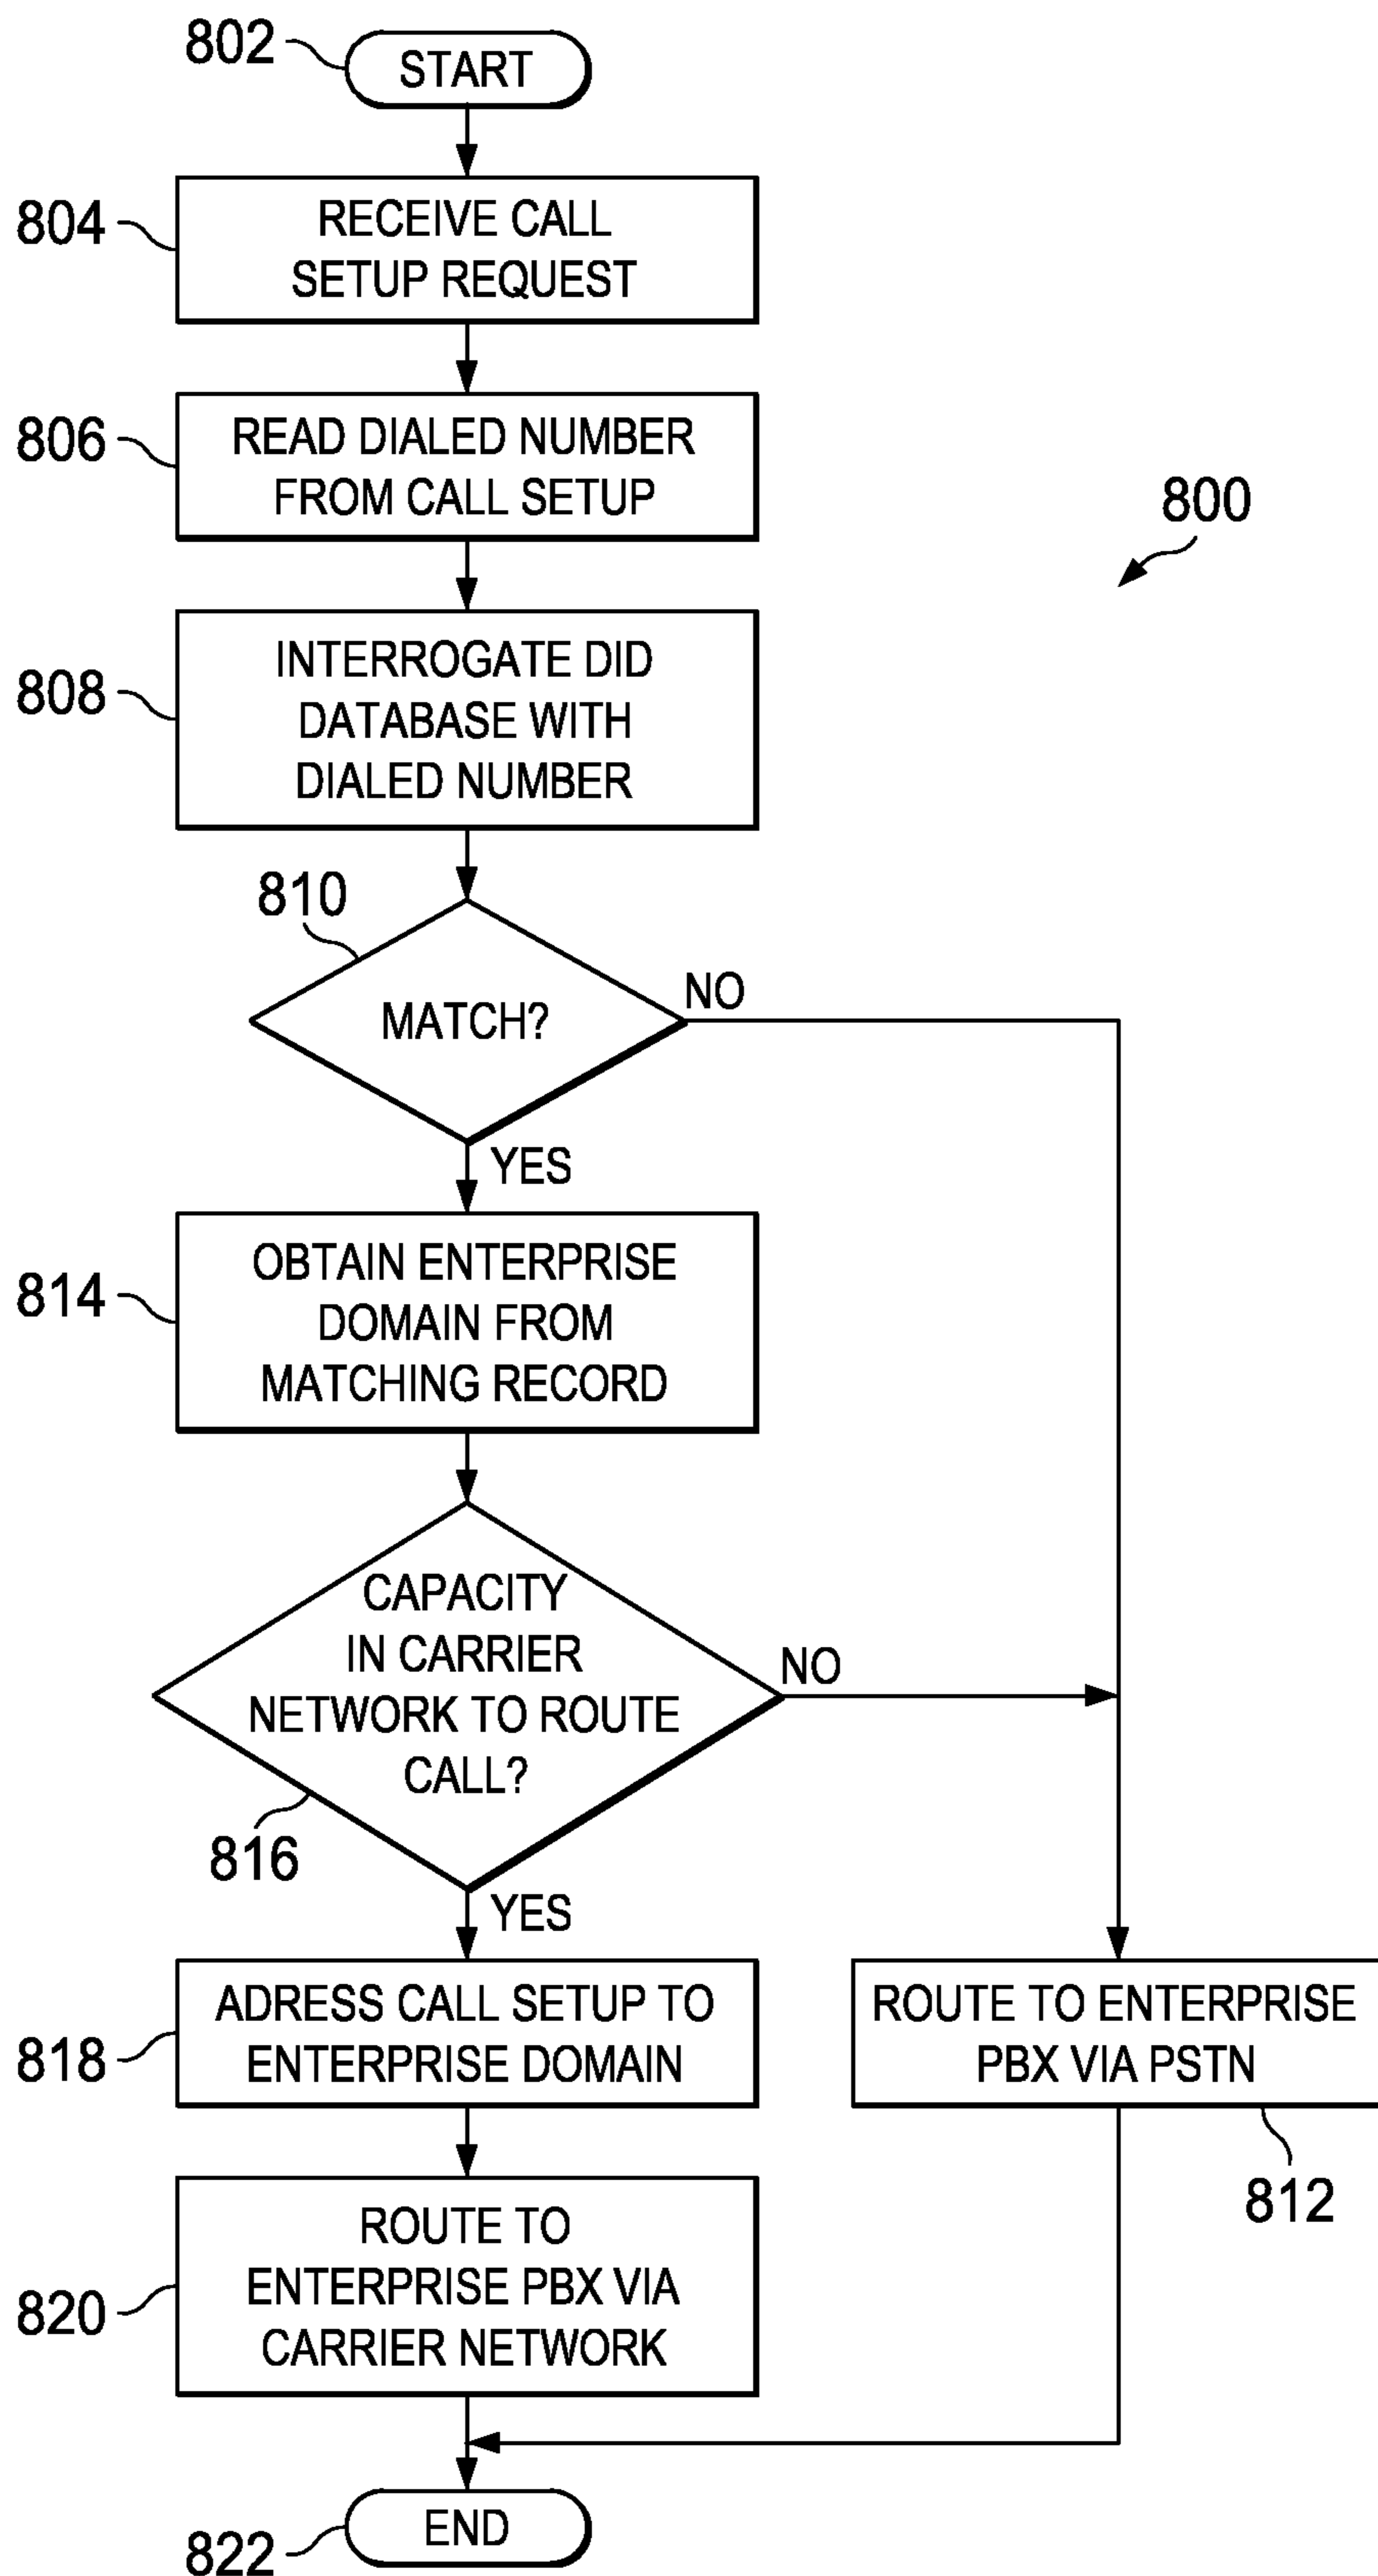 802
START
804
RECEIVE CALL
SETUP REQUEST
806
READ DIALED NUMBER
FROM CALL SETUP
800
808
INTERROGATE DID
DATABASE WITH
DIALED NUMBER
810
MATCH?
NO
YES
814
OBTAIN ENTERPRISE
DOMAIN FROM
MATCHING RECORD
CAPACITY
IN CARRIER
NETWORK TO ROUTE
CALL?
NO
816
YES
818
ADRESS CALL SETUP TO
ENTERPRISE DOMAIN
ROUTE TO ENTERPRISE
PBX VIA PSTN
812
820
ROUTE TO
ENTERPRISE PBX VIA
CARRIER NETWORK
822
END